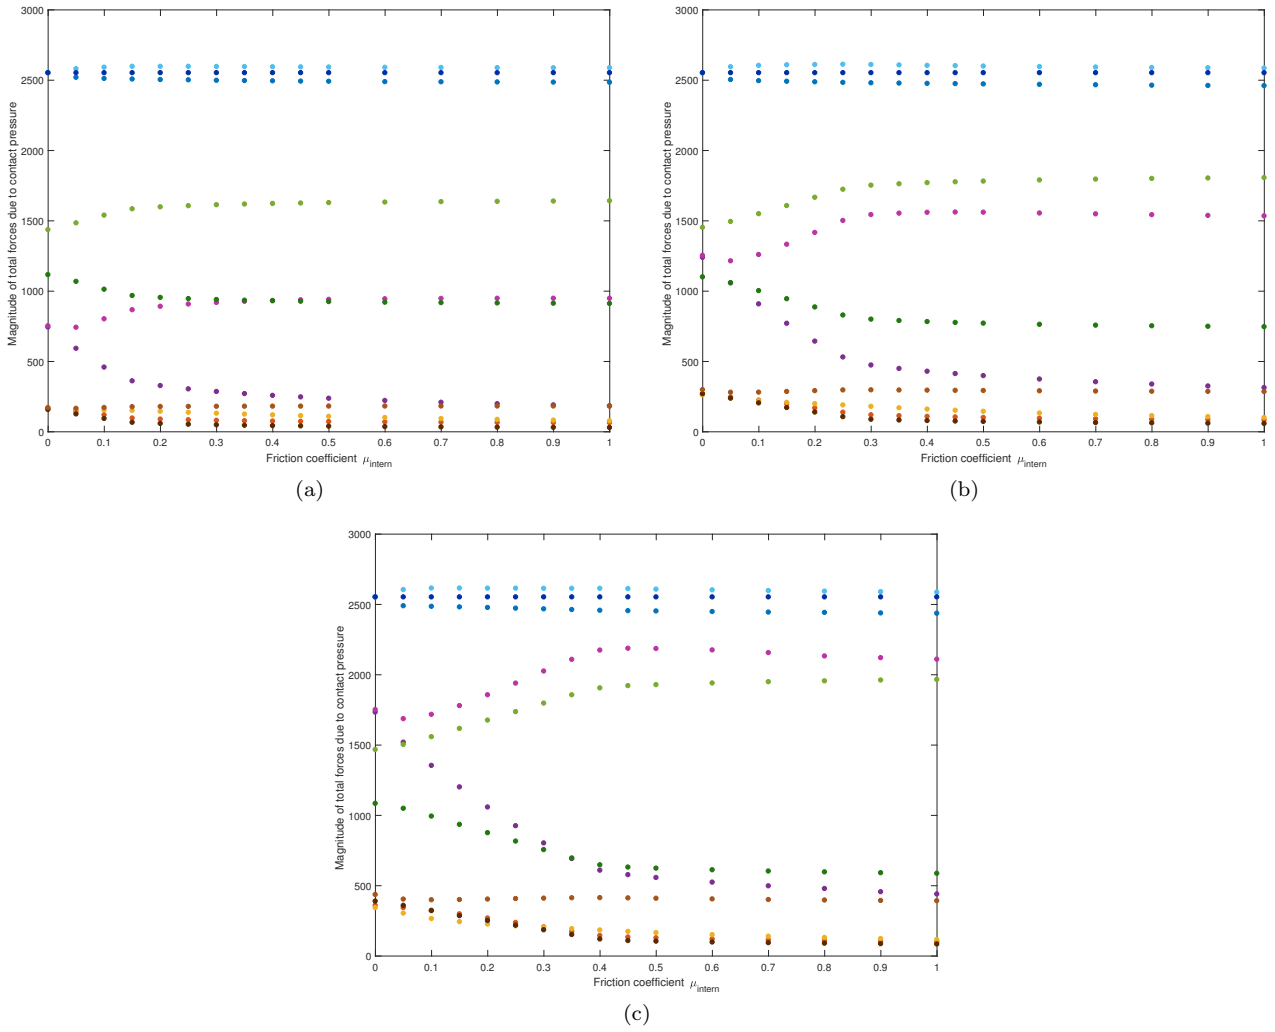 3000
2500
2000
1500
1000
500
0
Magnitude of total forces due to contact pressure
0 0.1 0.2 0.3 0.4 0.5 0.6 0.7 0.8 0.9 1
Friction coefficient μintern
(a)
3000
2500
2000
1500
1000
500
0
Magnitude of total forces due to contact pressure
0 0.1 0.2 0.3 0.4 0.5 0.6 0.7 0.8 0.9 1
Friction coefficient μintern
(b)
3000
2500
2000
1500
1000
500
0
Magnitude of total forces due to contact pressure
0 0.1 0.2 0.3 0.4 0.5 0.6 0.7 0.8 0.9 1
Friction coefficient μintern
(c)